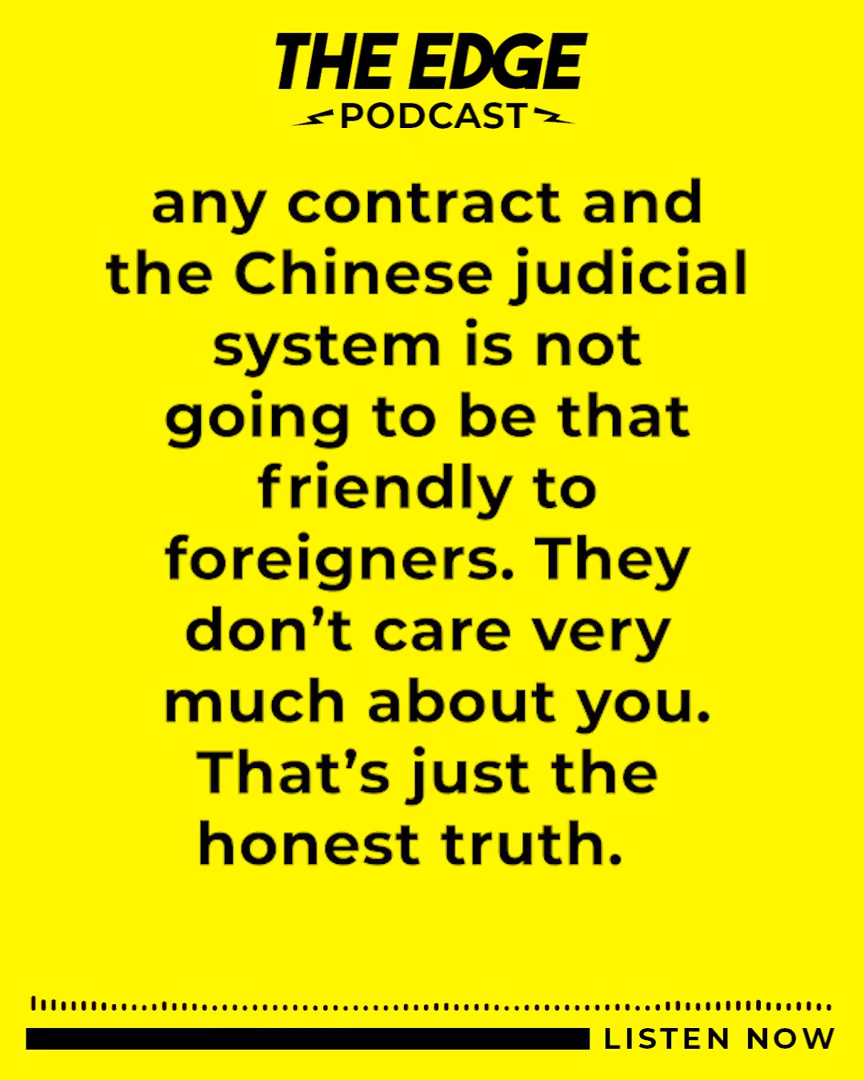 THE EDGE
PODCAST
any contract and
the Chinese judicial
system is not
going to be that
friendly to
foreigners. They
don’t care very
much about you.
That’s just the
honest truth.
LISTEN NOW